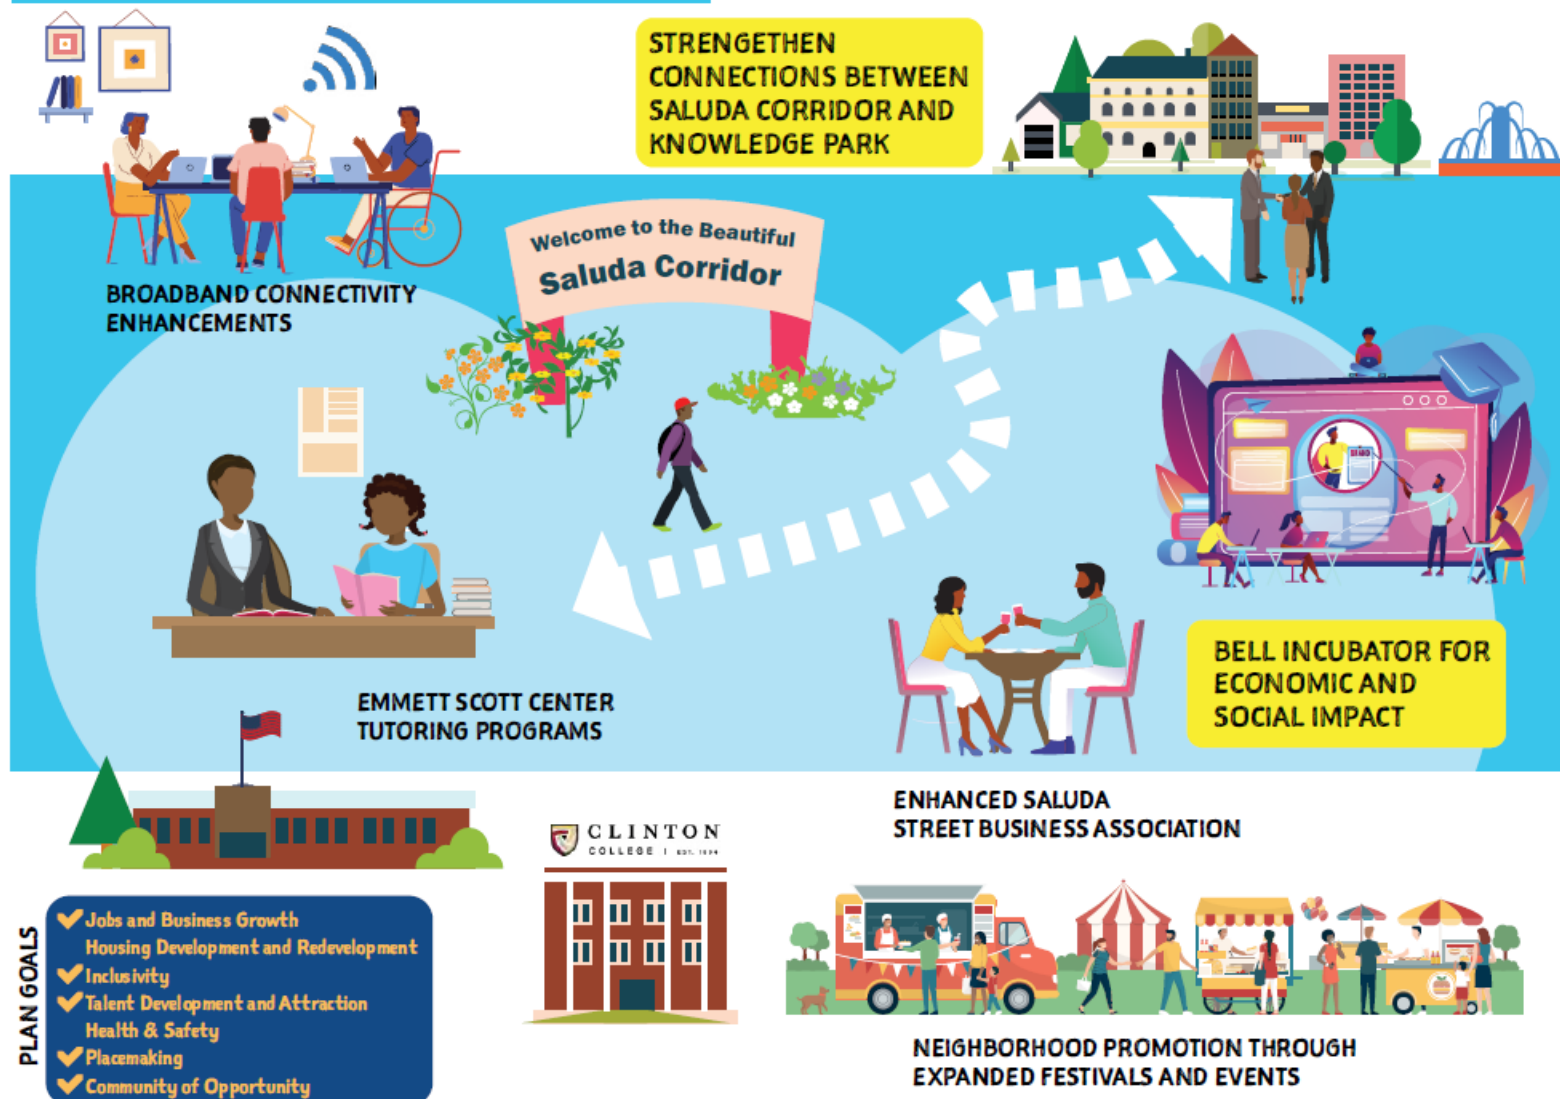 STRENGETHEN
CONNECTIONS BETWEEN
SALUDA CORRIDOR AND
KNOWLEDGE PARK
Welcome to the Beautiful
Saluda Corridor
BROADBAND CONNECTIVITY
ENHANCEMENTS
BELL INCUBATOR FOR
ECONOMIC AND
SOCIAL IMPACT
EMMETT SCOTT CENTER
TUTORING PROGRAMS
ENHANCED SALUDA
STREET BUSINESS ASSOCIATION
CLINTON
COLLEGE | EST. 1894
PLAN GOALS
Jobs and Business Growth
Housing Development and Redevelopment
Inclusivity
Talent Development and Attraction
Health & Safety
Placemaking
Community of Opportunity
NEIGHBORHOOD PROMOTION THROUGH
EXPANDED FESTIVALS AND EVENTS